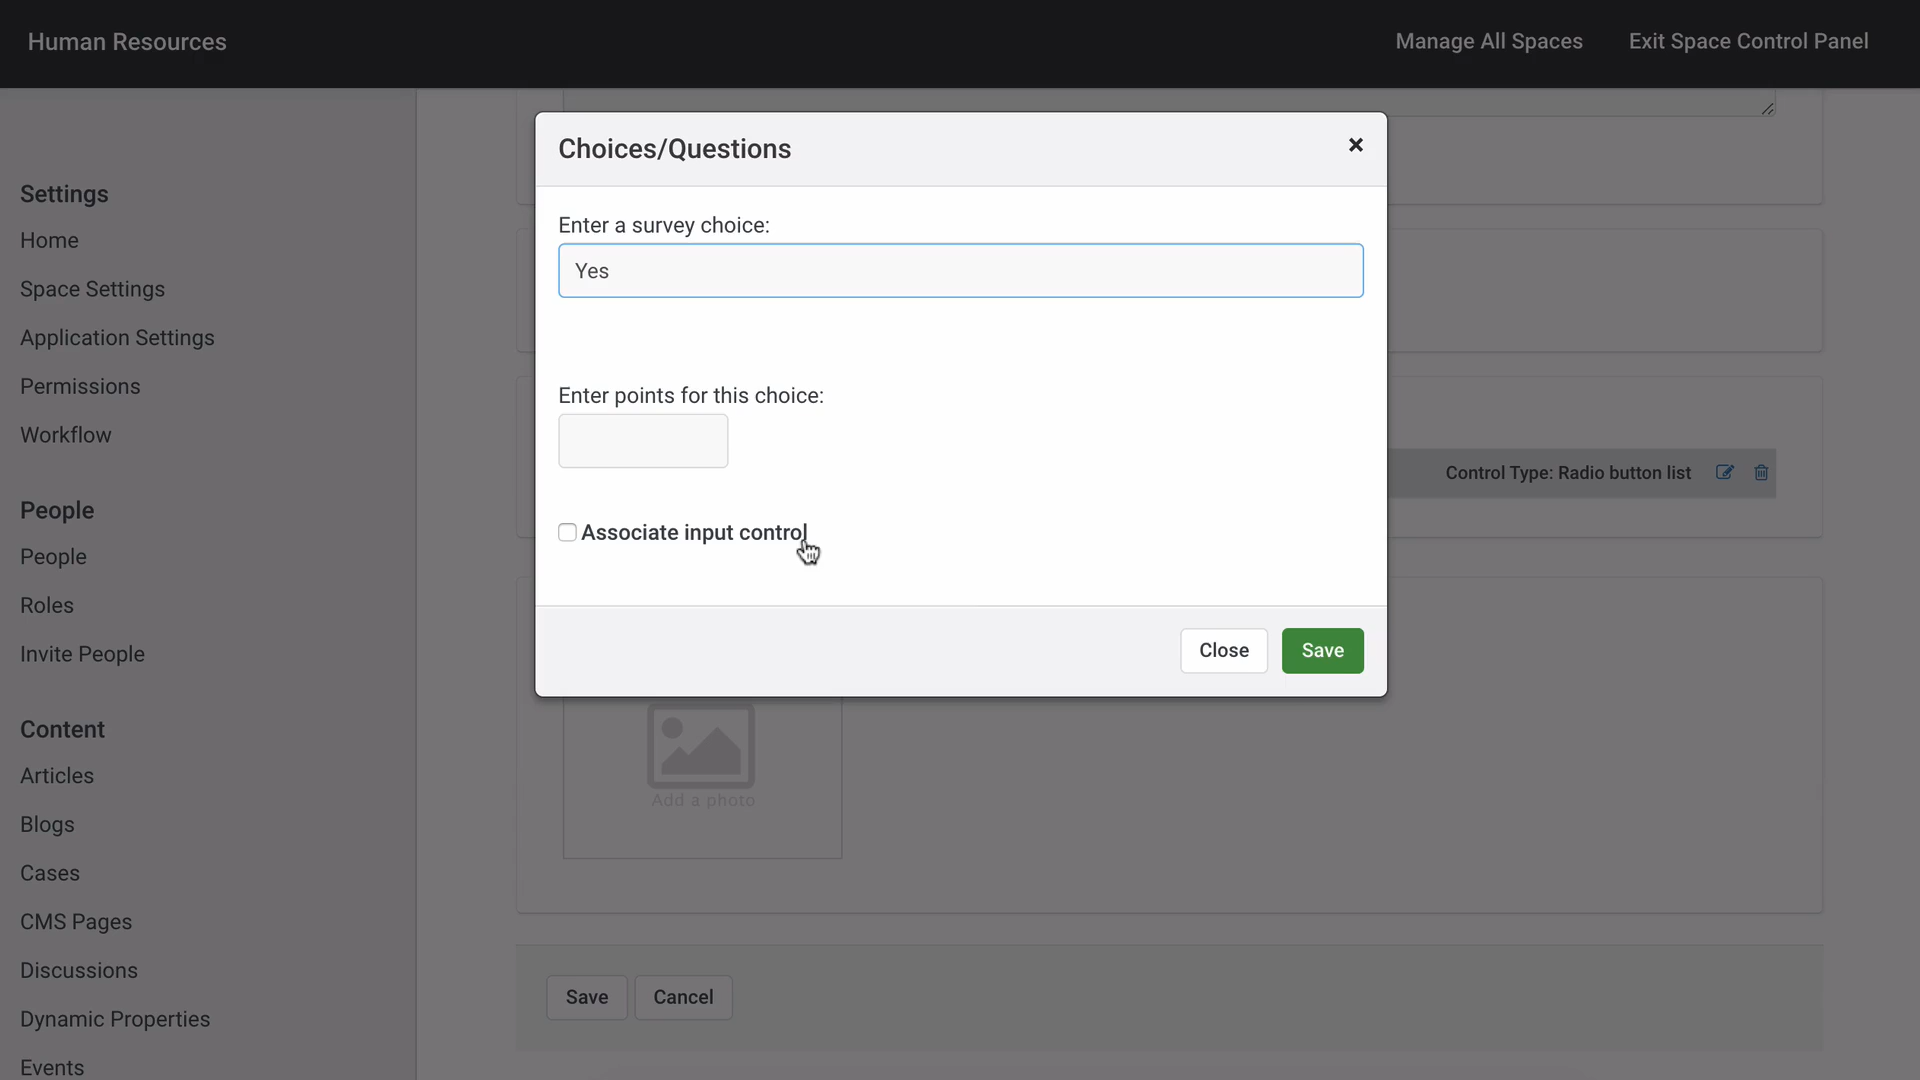 Human Resources
Manage All Spaces
Exit Space Control Panel
Settings
Home
Space Settings
Application Settings
Permissions
Workflow
People
People
Roles
Invite People
Content
Articles
Blogs
Cases
CMS Pages
Discussions
Dynamic Properties
Events
Choices/Questions
Enter a survey choice:
Yes
Enter points for this choice:
Associate input control
Close
Save
Control Type: Radio button list
Add a photo
Save
Cancel